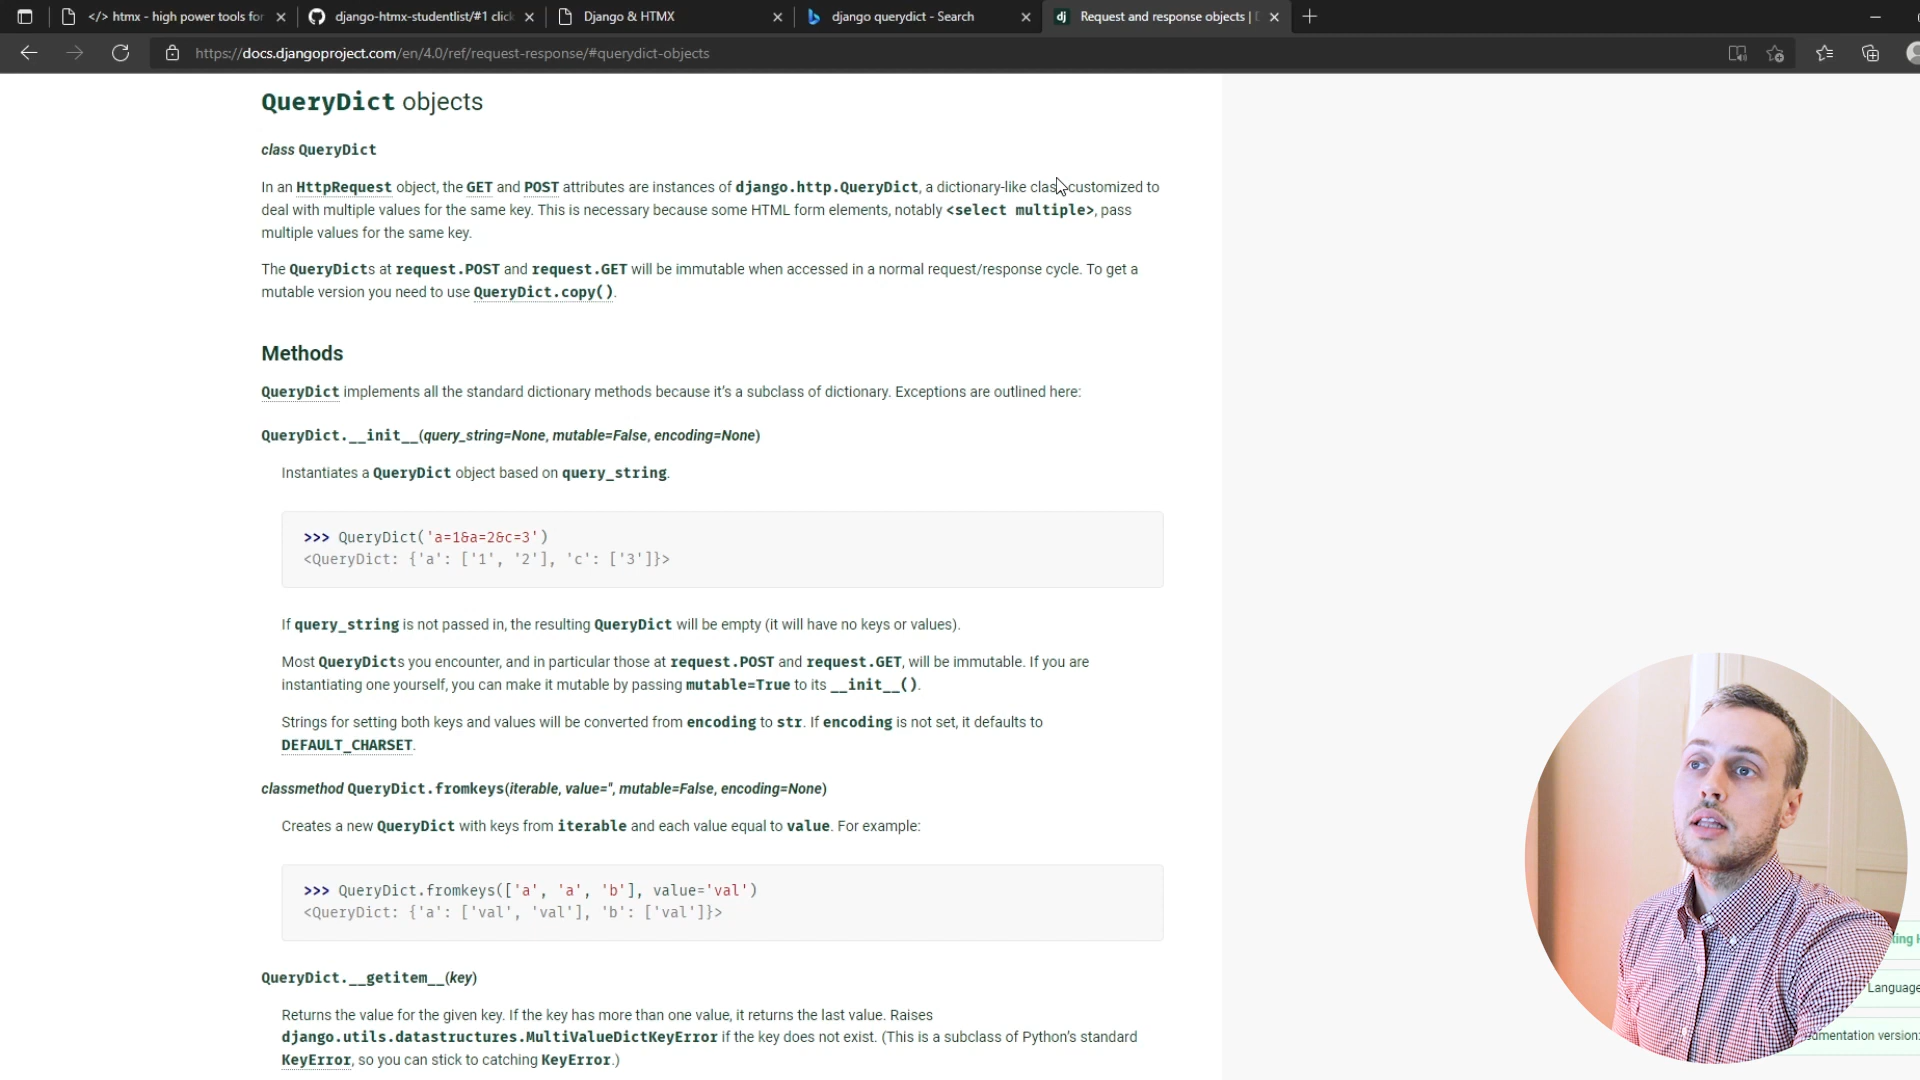 </> htmx - high power tools for
django-htmx-studentlist/#1 click
Django & HTMX
django querydict - Search
Request and response objects |
https://docs.djangoproject.com/en/4.0/ref/request-response/#querydict-objects
QueryDict objects
class QueryDict
In an HttpRequest object, the GET and POST attributes are instances of django.http.QueryDict, a dictionary-like class customized to
deal with multiple values for the same key. This is necessary because some HTML form elements, notably <select multiple>, pass
multiple values for the same key.
The QueryDicts at request.POST and request.GET will be immutable when accessed in a normal request/response cycle. To get a
mutable version you need to use QueryDict.copy().
Methods
QueryDict implements all the standard dictionary methods because it's a subclass of dictionary. Exceptions are outlined here:
QueryDict.__init__(query_string=None, mutable=False, encoding=None)
Instantiates a QueryDict object based on query_string.
>>> QueryDict('a=1&a=2&c=3')
<QueryDict: {'a': ['1', '2'], 'c': ['3']}>
If query_string is not passed in, the resulting QueryDict will be empty (it will have no keys or values).
Most QueryDicts you encounter, and in particular those at request.POST and request.GET, will be immutable. If you are
instantiating one yourself, you can make it mutable by passing mutable=True to its __init__().
Strings for setting both keys and values will be converted from encoding to str. If encoding is not set, it defaults to
DEFAULT_CHARSET.
classmethod QueryDict.fromkeys(iterable, value='', mutable=False, encoding=None)
Creates a new QueryDict with keys from iterable and each value equal to value. For example:
>>> QueryDict.fromkeys(['a', 'a', 'b'], value='val')
<QueryDict: {'a': ['val', 'val'], 'b': ['val']}>
QueryDict.__getitem__(key)
Returns the value for the given key. If the key has more than one value, it returns the last value. Raises
django.utils.datastructures.MultiValueDictKeyError if the key does not exist. (This is a subclass of Python's standard
KeyError, so you can stick to catching KeyError.)
Language
version: